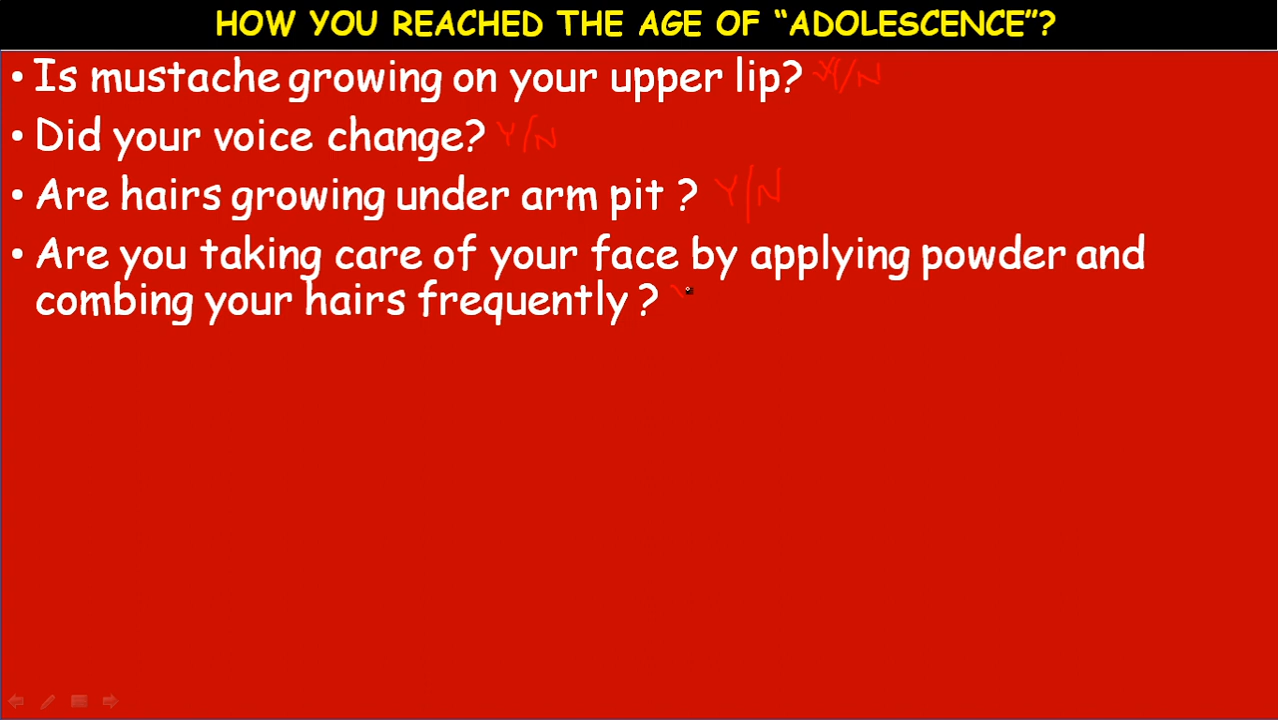 HOW YOU REACHED THE AGE OF “ADOLESCENCE”?
• Is mustache growing on your upper lip? Y/N
• Did your voice change? Y/N
• Are hairs growing under arm pit ? Y/N
• Are you taking care of your face by applying powder and
combing your hairs frequently ?